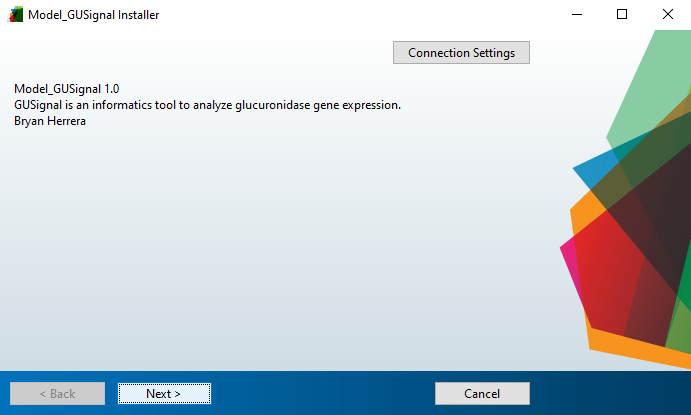 Model_GUSignal Installer
Connection Settings
Model_GUSignal 1.0
GUSignal is an informatics tool to analyze glucuronidase gene expression.
Bryan Herrera
< Back
Next >
Cancel